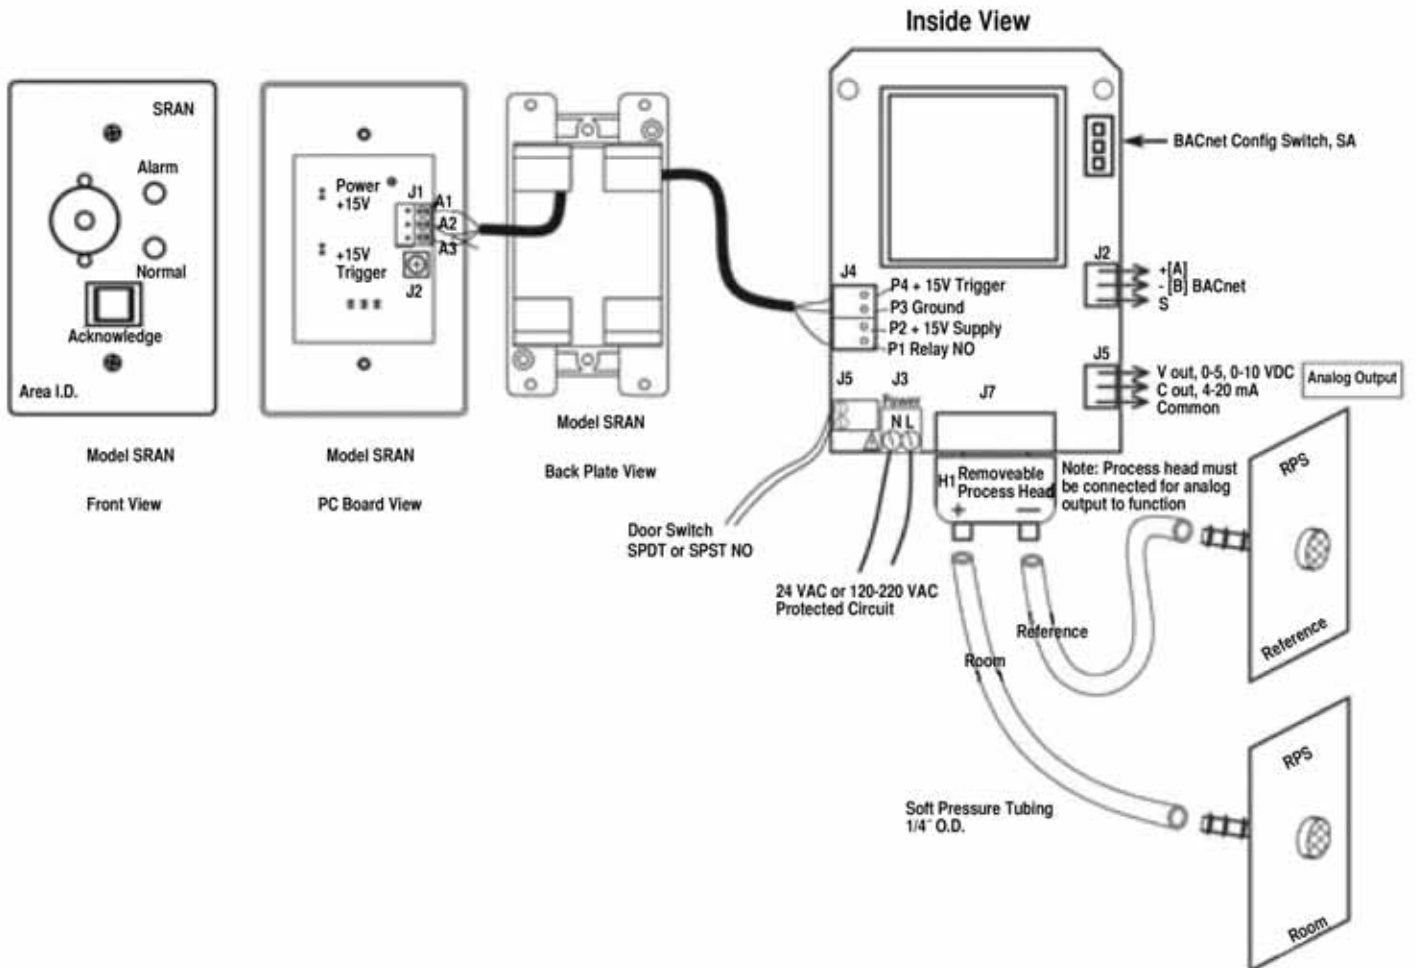 Inside View
SRAN
Alarm
Normal
Acknowledge
Area I.D.
Model SRAN
Front View
Power
+15V
+15V
Trigger
J1
A1
A2
A3
J2
Model SRAN
PC Board View
Model SRAN
Back Plate View
BACnet Config Switch, SA
J4
P4 + 15V Trigger
P3 Ground
P2 + 15V Supply
P1 Relay NO
J2
+[A]
- [B] BACnet
S
J5
V out, 0-5, 0-10 VDC
C out, 4-20 mA
Common
Analog Output
J5
J3
Power
N L
J7
H1 Removeable
Process Head
+ −
Note: Process head must
be connected for analog
output to function
Door Switch
SPDT or SPST NO
24 VAC or 120-220 VAC
Protected Circuit
Reference
Room
Soft Pressure Tubing
1/4" O.D.
RPS
Reference
RPS
Room